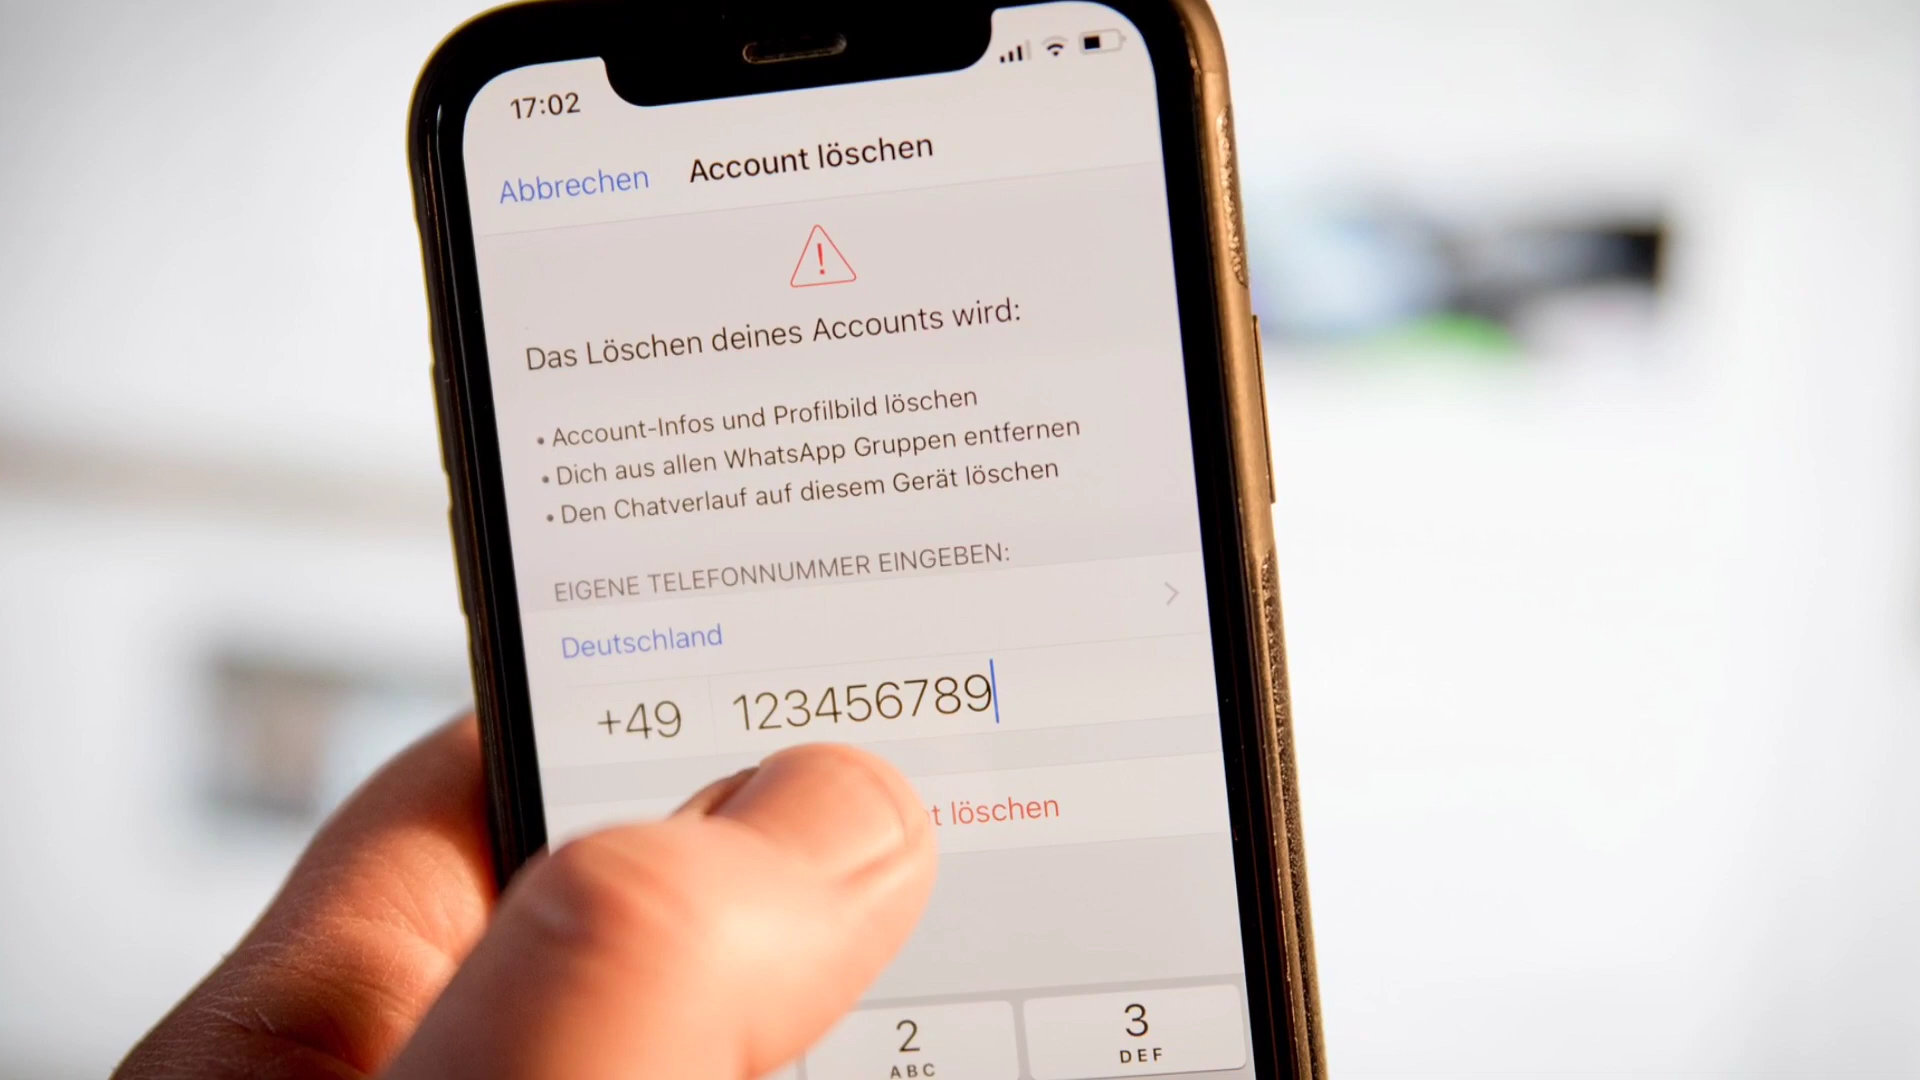 17:02
Abbrechen Account löschen
Das Löschen deines Accounts wird:
• Account-Infos und Profilbild löschen
• Dich aus allen WhatsApp Gruppen entfernen
• Den Chatverlauf auf diesem Gerät löschen
EIGENE TELEFONNUMMER EINGEBEN:
Deutschland
+49 123456789
löschen
2 3
ABC DEF